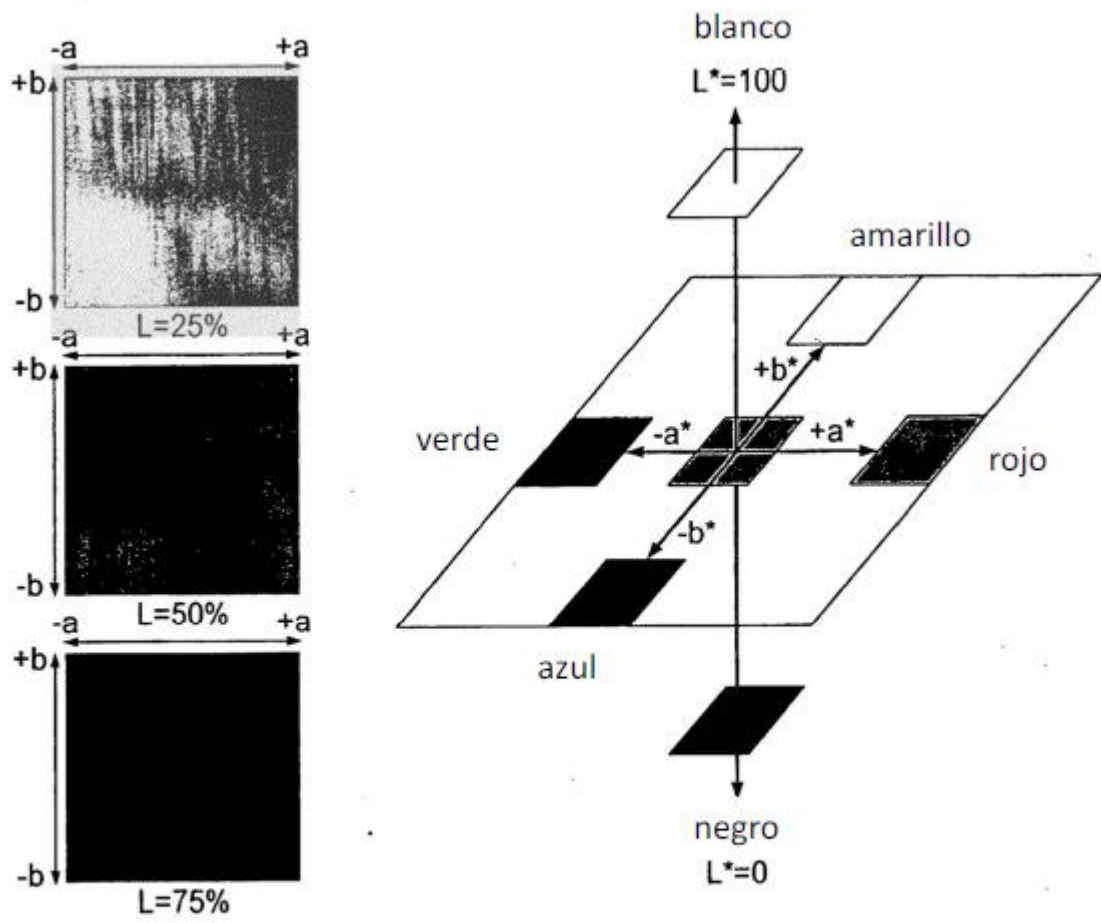 -a +a
+b
-b
L=25%
-a +a
+b
-b
L=50%
-a +a
+b
-b
L=75%
blanco
L*=100
amarillo
+b*
verde
-a*
+a*
rojo
-b*
azul
negro
L*=0